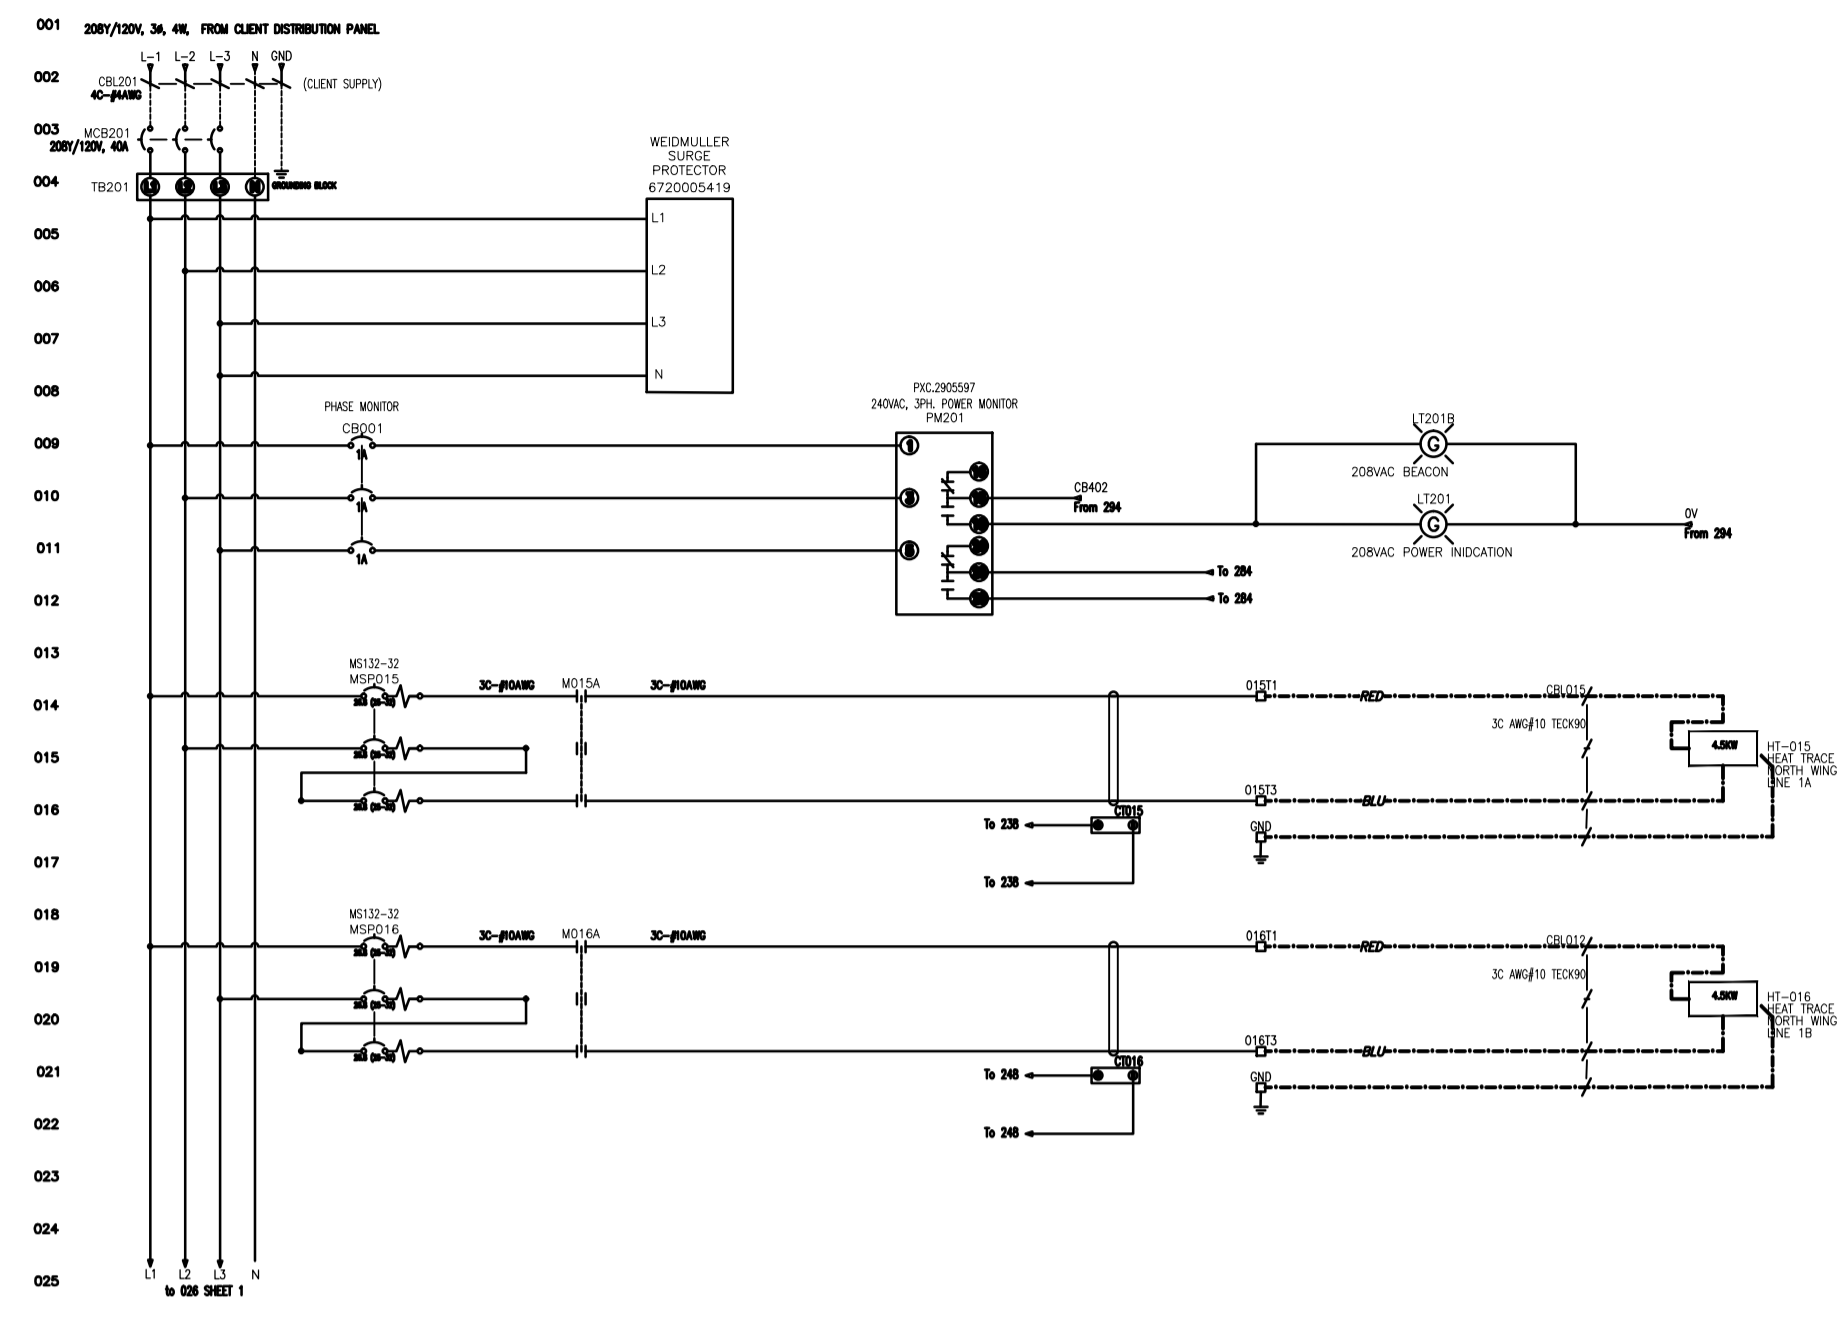 001
208Y/120V, 3ø, 4W, FROM CLIENT DISTRIBUTION PANEL
L-1 L-2 L-3 N GND
002
CBL201
4C-#4AWG
(CLIENT SUPPLY)
003
MCB201
208Y/120V, 40A
004
TB201
L1 L2 L3 N
GROUNDING BLOCK
WEIDMULLER
SURGE
PROTECTOR
6720005419
L1
005
L2
006
L3
007
N
008
PHASE MONITOR
CB001
PXC.2905597
240VAC, 3PH. POWER MONITOR
PM201
009
1A
1
LT201B
G
208VAC BEACON
010
1A
CB402
From 294
LT201
G
208VAC POWER INIDCATION
0V
From 294
011
1A
To 284
012
To 284
013
MS132-32
MSP015
014
3C-#10AWG
M015A
3C-#10AWG
015T1
RED
CBL015
3C AWG#10 TECK90
015
4.5KW
HT-015
HEAT TRACE
NORTH WING
LINE 1A
016
015T3
BLU
CT015
To 238
GND
017
To 238
018
MS132-32
MSP016
019
3C-#10AWG
M016A
3C-#10AWG
016T1
RED
CBL012
3C AWG#10 TECK90
020
4.5KW
HT-016
HEAT TRACE
NORTH WING
LINE 1B
021
016T3
BLU
CT016
To 248
GND
022
To 248
023
024
025
L1 L2 L3 N
to 026 SHEET 1